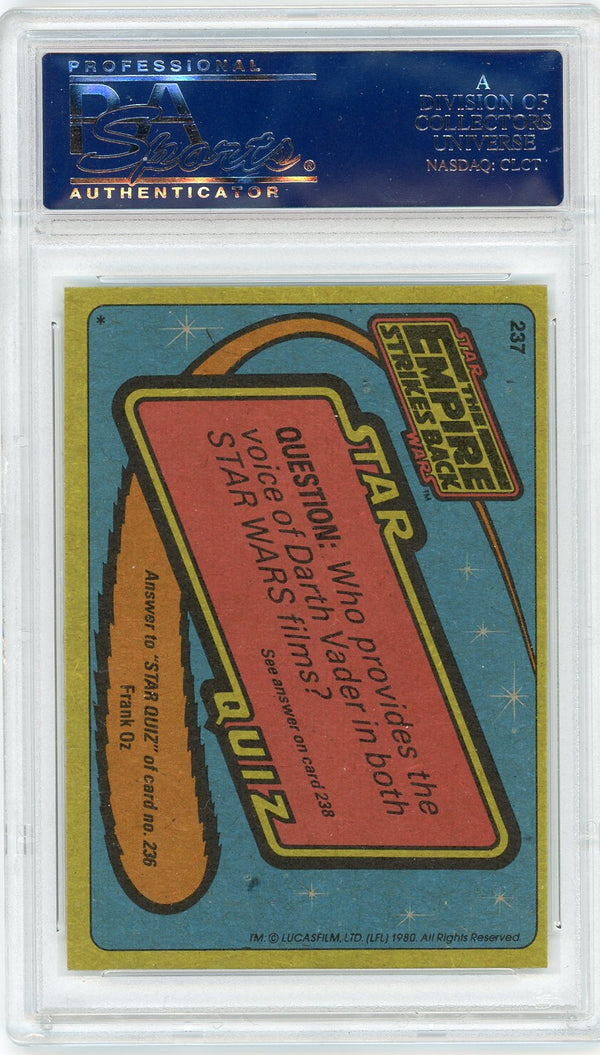 PROFESSIONAL
PSA
Sports®
AUTHENTICATOR
A
DIVISION OF
COLLECTORS
UNIVERSE
NASDAQ: CLCT
237
STAR
THE
EMPIRE
STRIKES BACK
WARS™
STAR
QUESTION: Who provides the
voice of Darth Vader in both
STAR WARS films?
See answer on card 238
QUIZ
Answer to "STAR QUIZ" of card no. 236
Frank Oz
*
TM: © LUCASFILM, LTD. (LFL) 1980. All Rights Reserved.